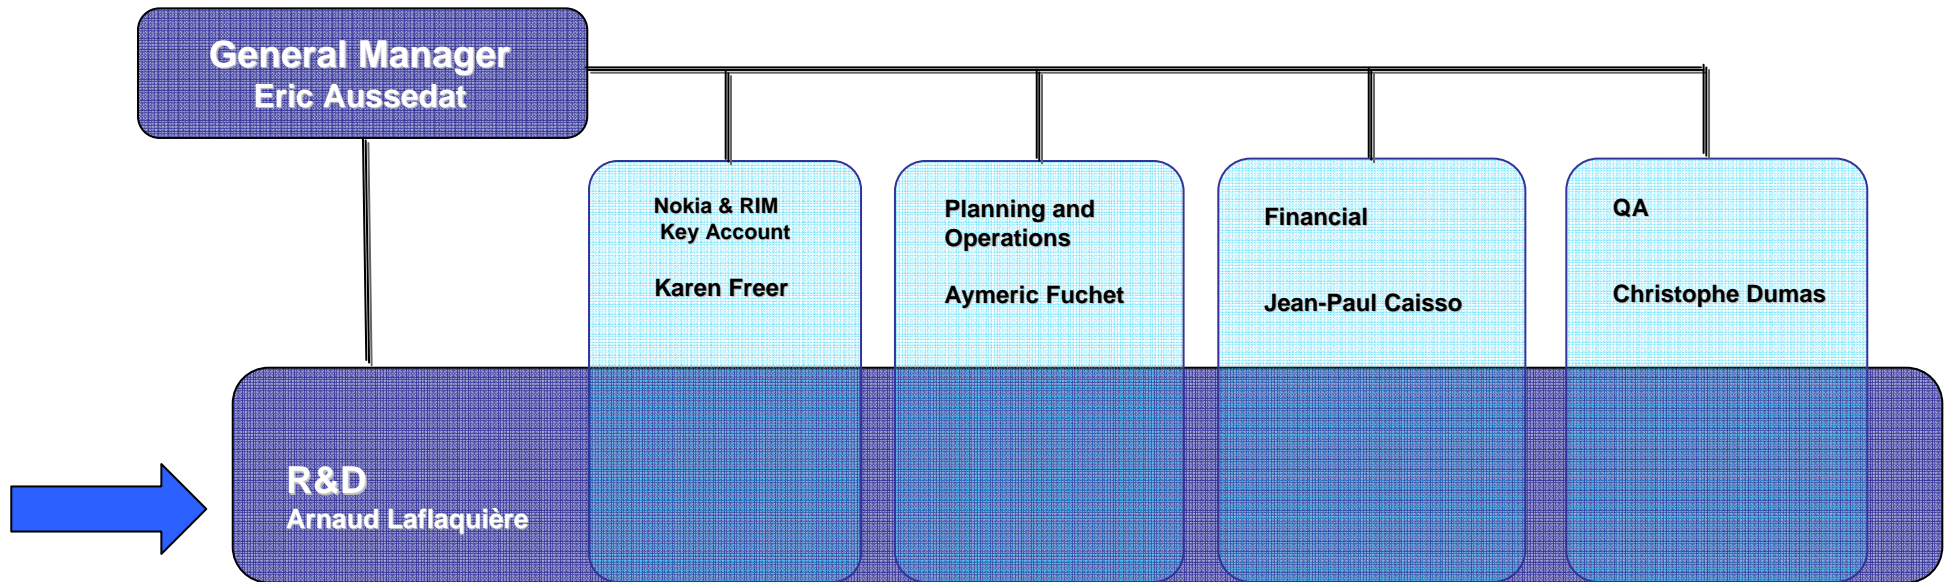 General Manager
Eric Aussedat
Nokia & RIM
Key Account
Karen Freer
Planning and
Operations
Aymeric Fuchet
Financial
Jean-Paul Caisso
QA
Christophe Dumas
R&D
Arnaud Laflaquière